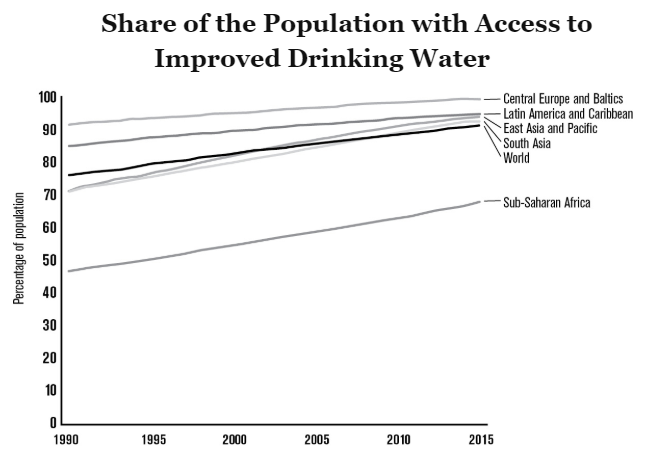 Share of the Population with Access to
Improved Drinking Water
Percentage of population
100
90
80
70
60
50
40
30
20
10
0
1990 1995 2000 2005 2010 2015
Central Europe and Baltics
Latin America and Caribbean
East Asia and Pacific
South Asia
World
Sub-Saharan Africa